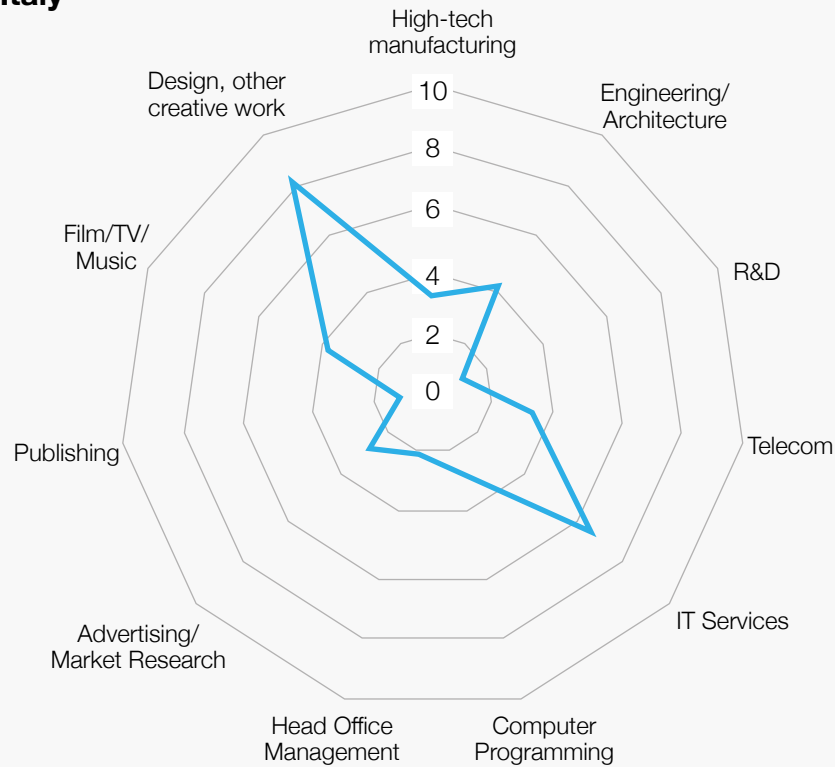 Italy
High-tech
manufacturing
Design, other
creative work
Engineering/
Architecture
10
8
6
4
2
0
Film/TV/
Music
R&D
Publishing
Telecom
Advertising/
Market Research
IT Services
Head Office
Management
Computer
Programming